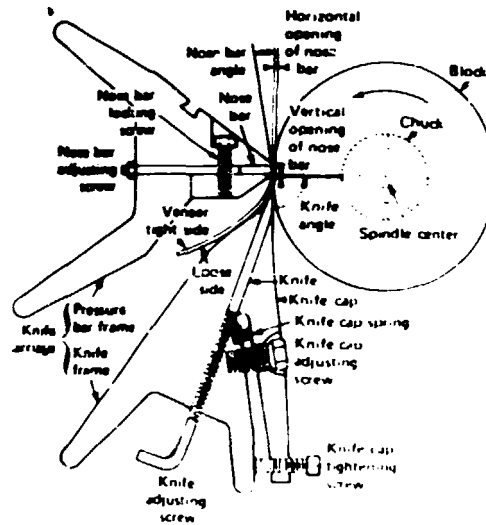 Horizontal
opening
of nose
bar
Nose bar
angle
Block
Nose bar
locking
screw
Nose
bar
Vertical
opening
of nose
bar
Chuck
Nose bar
adjusting
screw
Knife
angle
Spindle center
Veneer
tight side
Loose
side
Knife
Knife cap
Knife cap spring
Knife cap
adjusting
screw
Pressure
bar frame
Knife
Knife
frame
Knife
adjusting
screw
Knife cap
tightening
screw